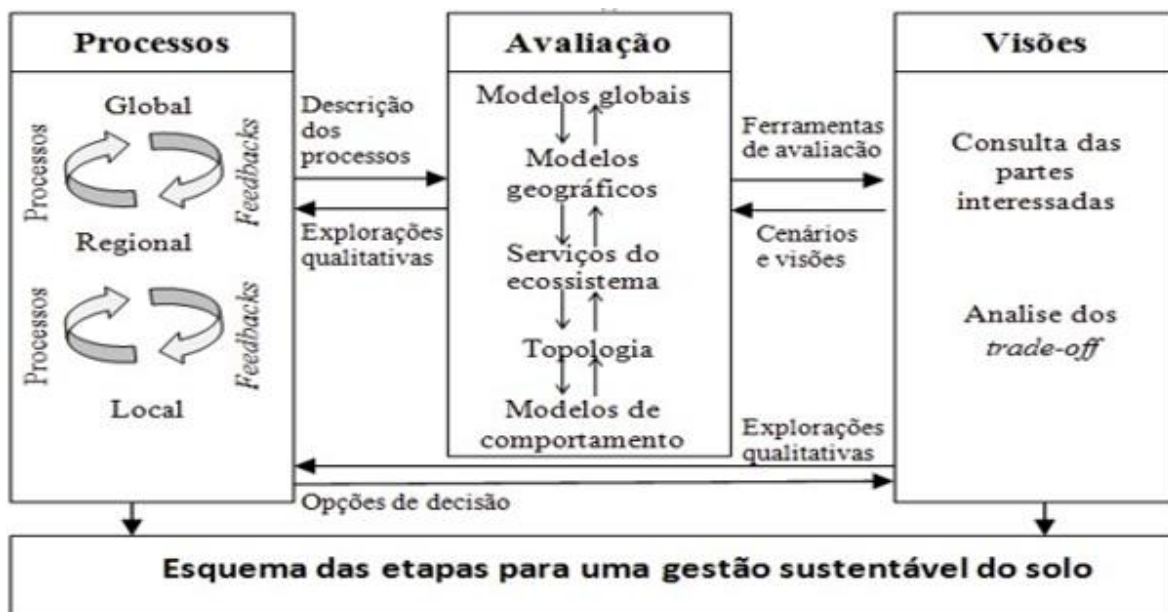 Processos
Global
Processos
Feedbacks
Regional
Processos
Feedbacks
Local
Descrição
dos
processos
Explorações
qualitativas
Avaliação
Modelos globais
Modelos
geográficos
Serviços do
ecossistema
Topologia
Modelos de
comportamento
Ferramentas
de avaliacão
Cenários
e visões
Explorações
qualitativas
Opções de decisão
Visões
Consulta das
partes
interessadas
Analise dos
trade-off
Esquema das etapas para uma gestão sustentável do solo